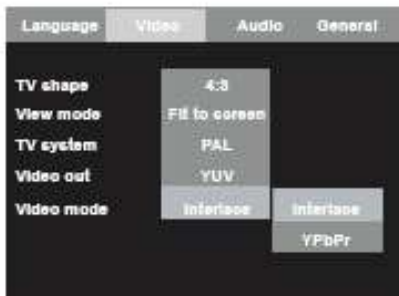 Language Video Audio General
TV shape 4:3
View mode Fit to screen
TV system PAL
Video out YUV
Video mode Interlace Interlace
YPbPr